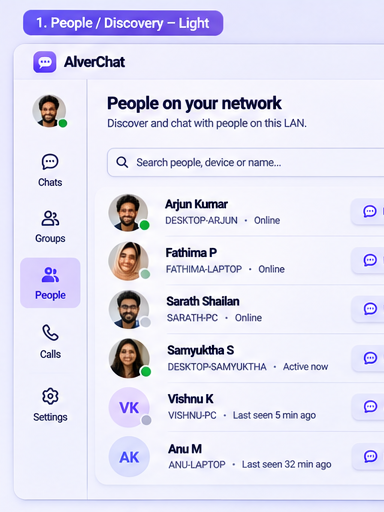 1. People / Discovery – Light
AlverChat
People on your network
Discover and chat with people on this LAN.
Search people, device or name...
Chats
Groups
People
Calls
Settings
Arjun Kumar
DESKTOP-ARJUN • Online
Fathima P
FATHIMA-LAPTOP • Online
Sarath Shailan
SARATH-PC • Online
Samyuktha S
DESKTOP-SAMYUKTHA • Active now
VK
Vishnu K
VISHNU-PC • Last seen 5 min ago
AK
Anu M
ANU-LAPTOP • Last seen 32 min ago